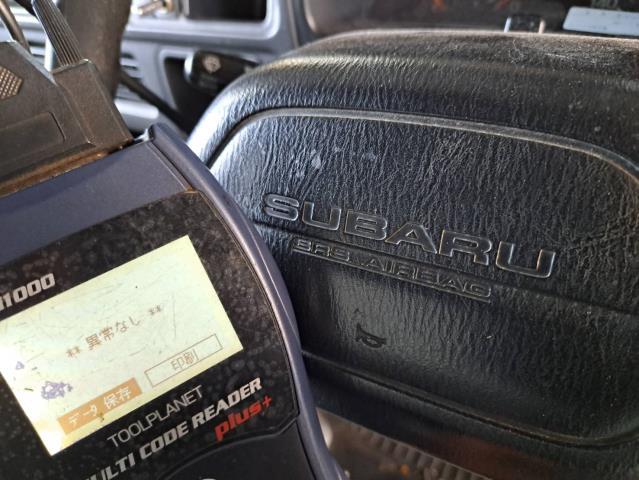 SUBARU
SRS AIRBAG
1000
** 異常なし **
データ保存
印刷
TOOLPLANET
MULTI CODE READER
plus+